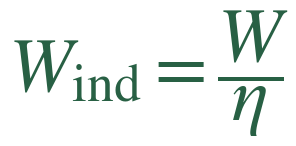 W_ind = W/η